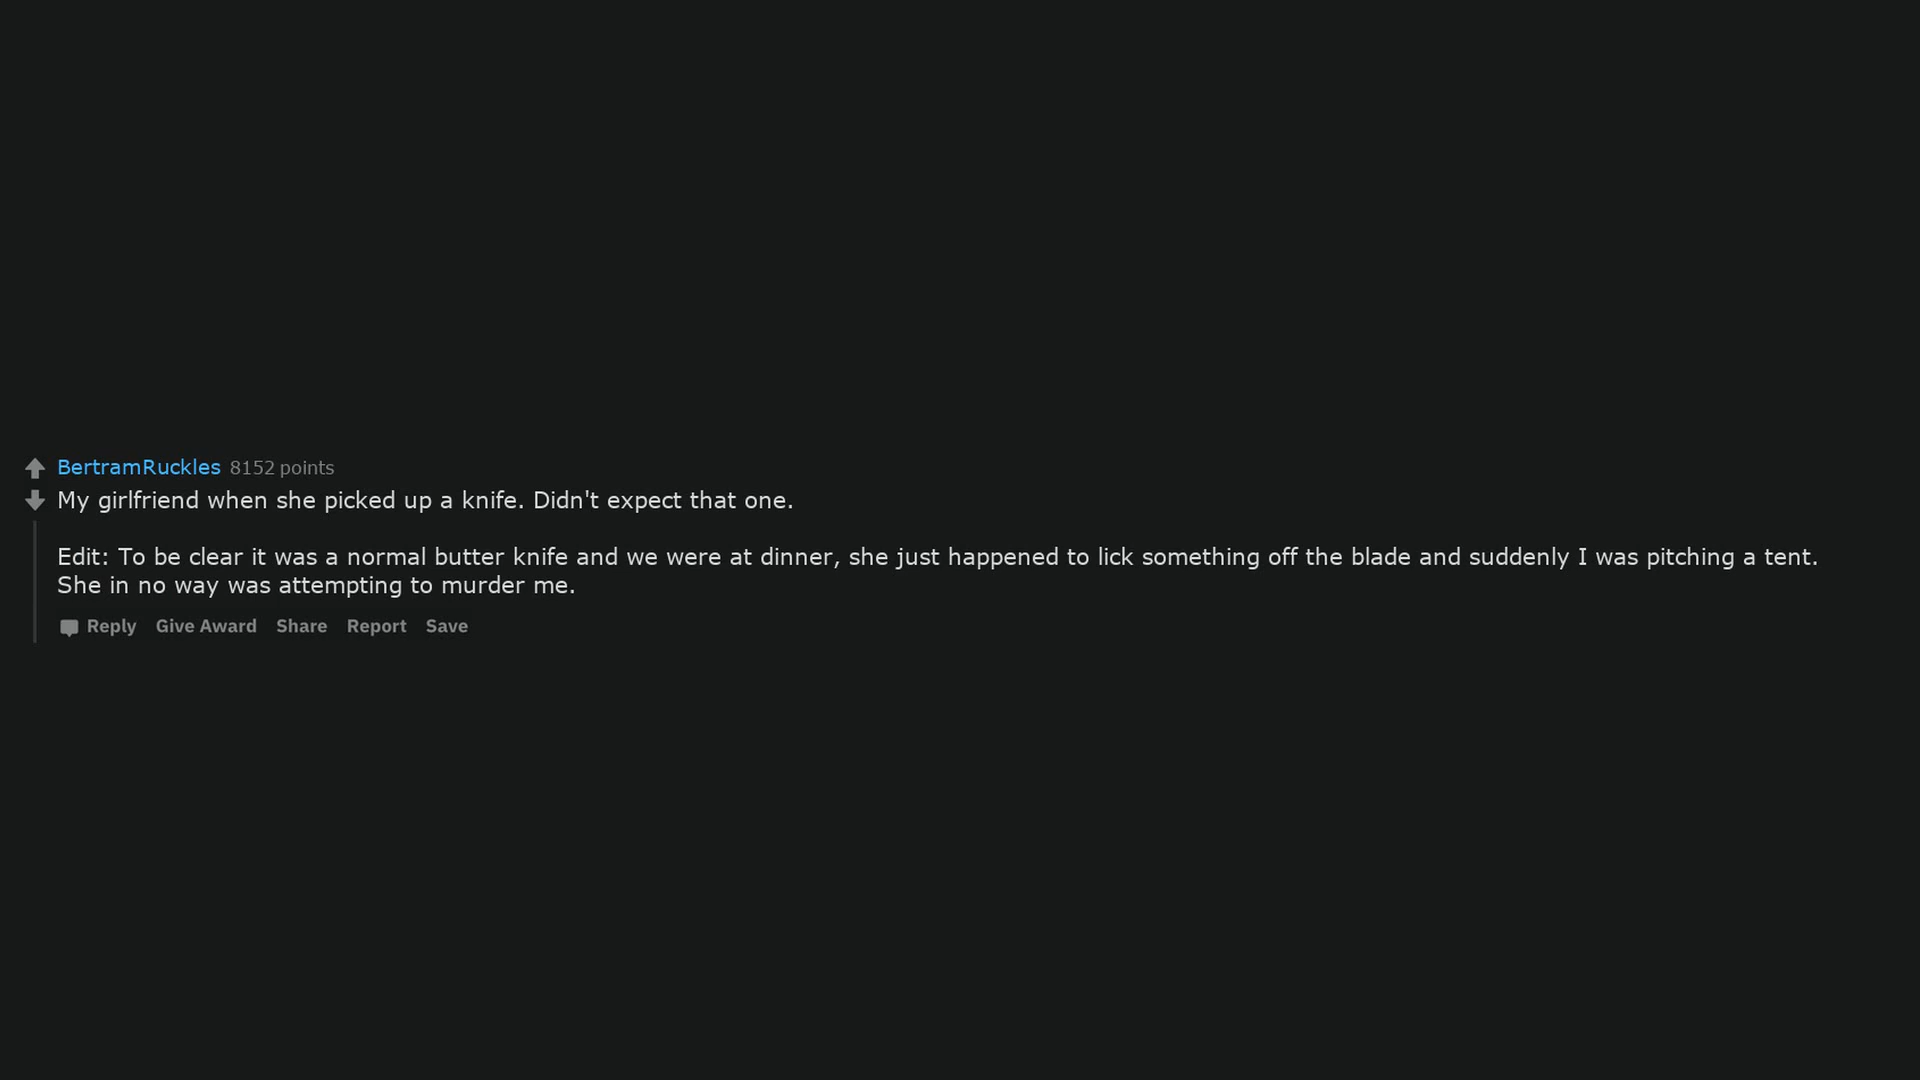 BertramRuckles 8152 points
My girlfriend when she picked up a knife. Didn't expect that one.
Edit: To be clear it was a normal butter knife and we were at dinner, she just happened to lick something off the blade and suddenly I was pitching a tent.
She in no way was attempting to murder me.
Reply Give Award Share Report Save